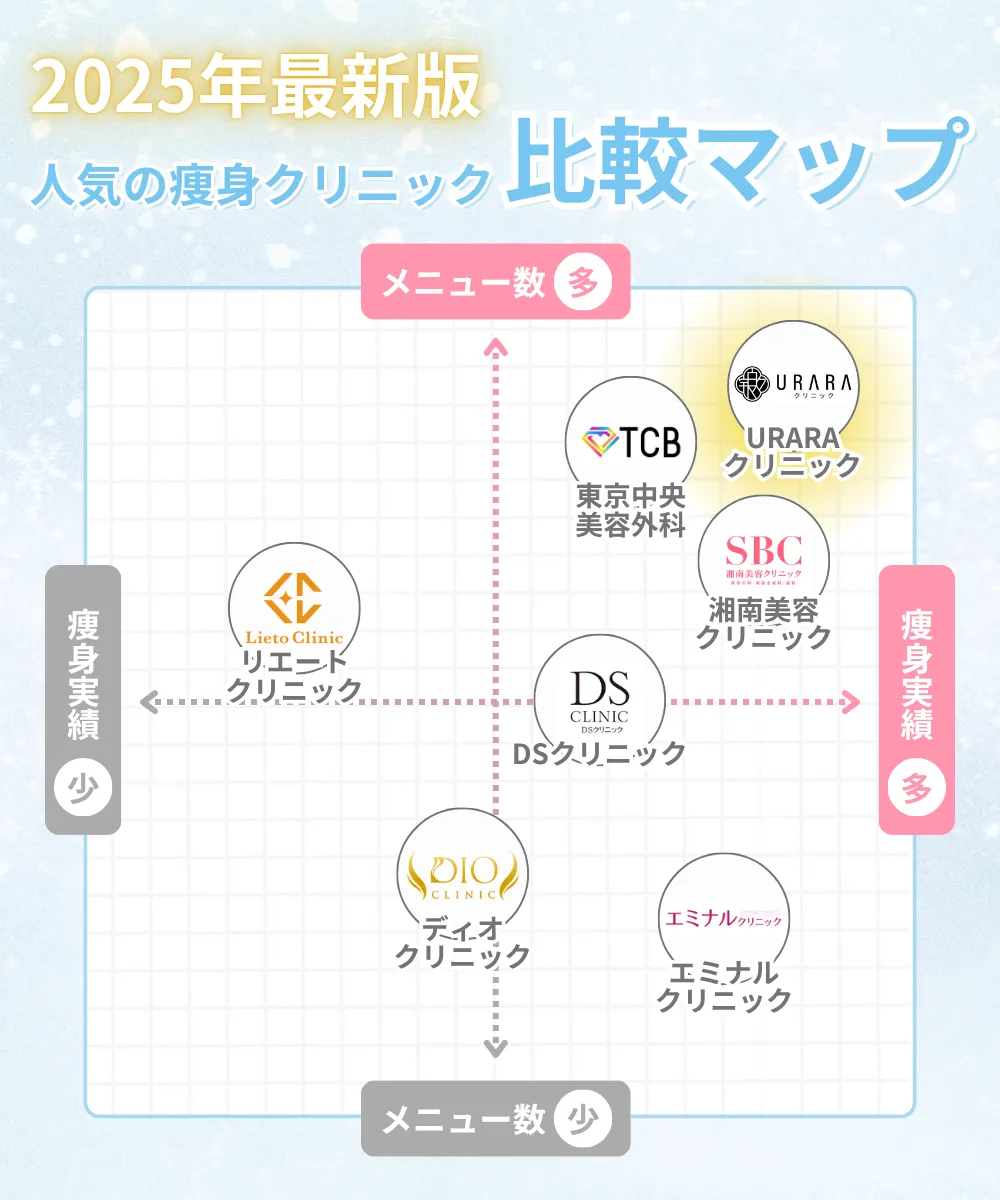 2025年最新版
人気の痩身クリニック 比較マップ
メニュー数 多
URARA
クリニック
URARA
クリニック
TCB
東京中央
美容外科
SBC
湘南美容クリニック
湘南美容
クリニック
Lieto Clinic
リエート
クリニック
痩身実績 少
痩身実績 多
DS
CLINIC
DSクリニック
DSクリニック
DIO
CLINIC
ディオ
クリニック
エミナルクリニック
エミナル
クリニック
メニュー数 少